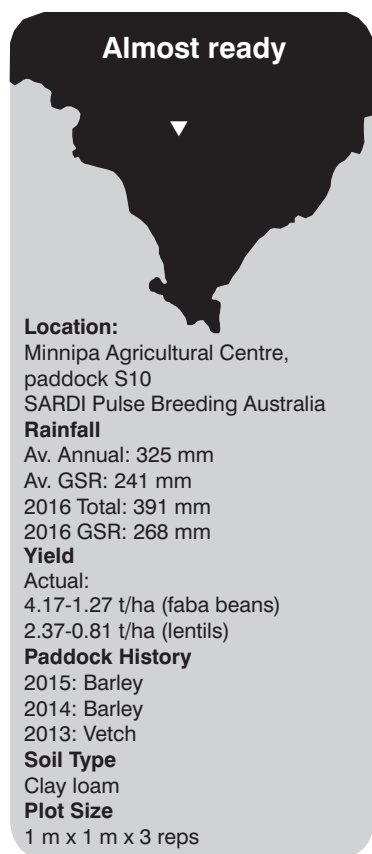 Almost ready
Location:
Minnipa Agricultural Centre,
paddock S10
SARDI Pulse Breeding Australia
Rainfall
Av. Annual: 325 mm
Av. GSR: 241 mm
2016 Total: 391 mm
2016 GSR: 268 mm
Yield
Actual:
4.17-1.27 t/ha (faba beans)
2.37-0.81 t/ha (lentils)
Paddock History
2015: Barley
2014: Barley
2013: Vetch
Soil Type
Clay loam
Plot Size
1 m x 1 m x 3 reps